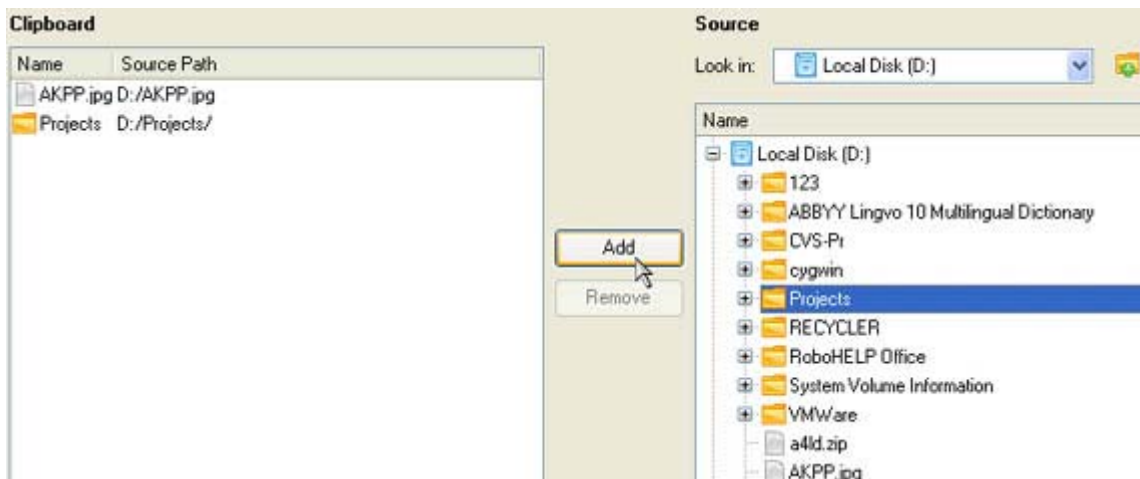 Clipboard
Name Source Path
AKPP.jpg D:/AKPP.jpg
Projects D:/Projects/
Add
Remove
Source
Look in: Local Disk (D:)
Name
Local Disk (D:)
123
ABBYY Lingvo 10 Multilingual Dictionary
CVS-Pr
cygwin
Projects
RECYCLER
RoboHELP Office
System Volume Information
VMWare
a4ld.zip
AKPP.jpg